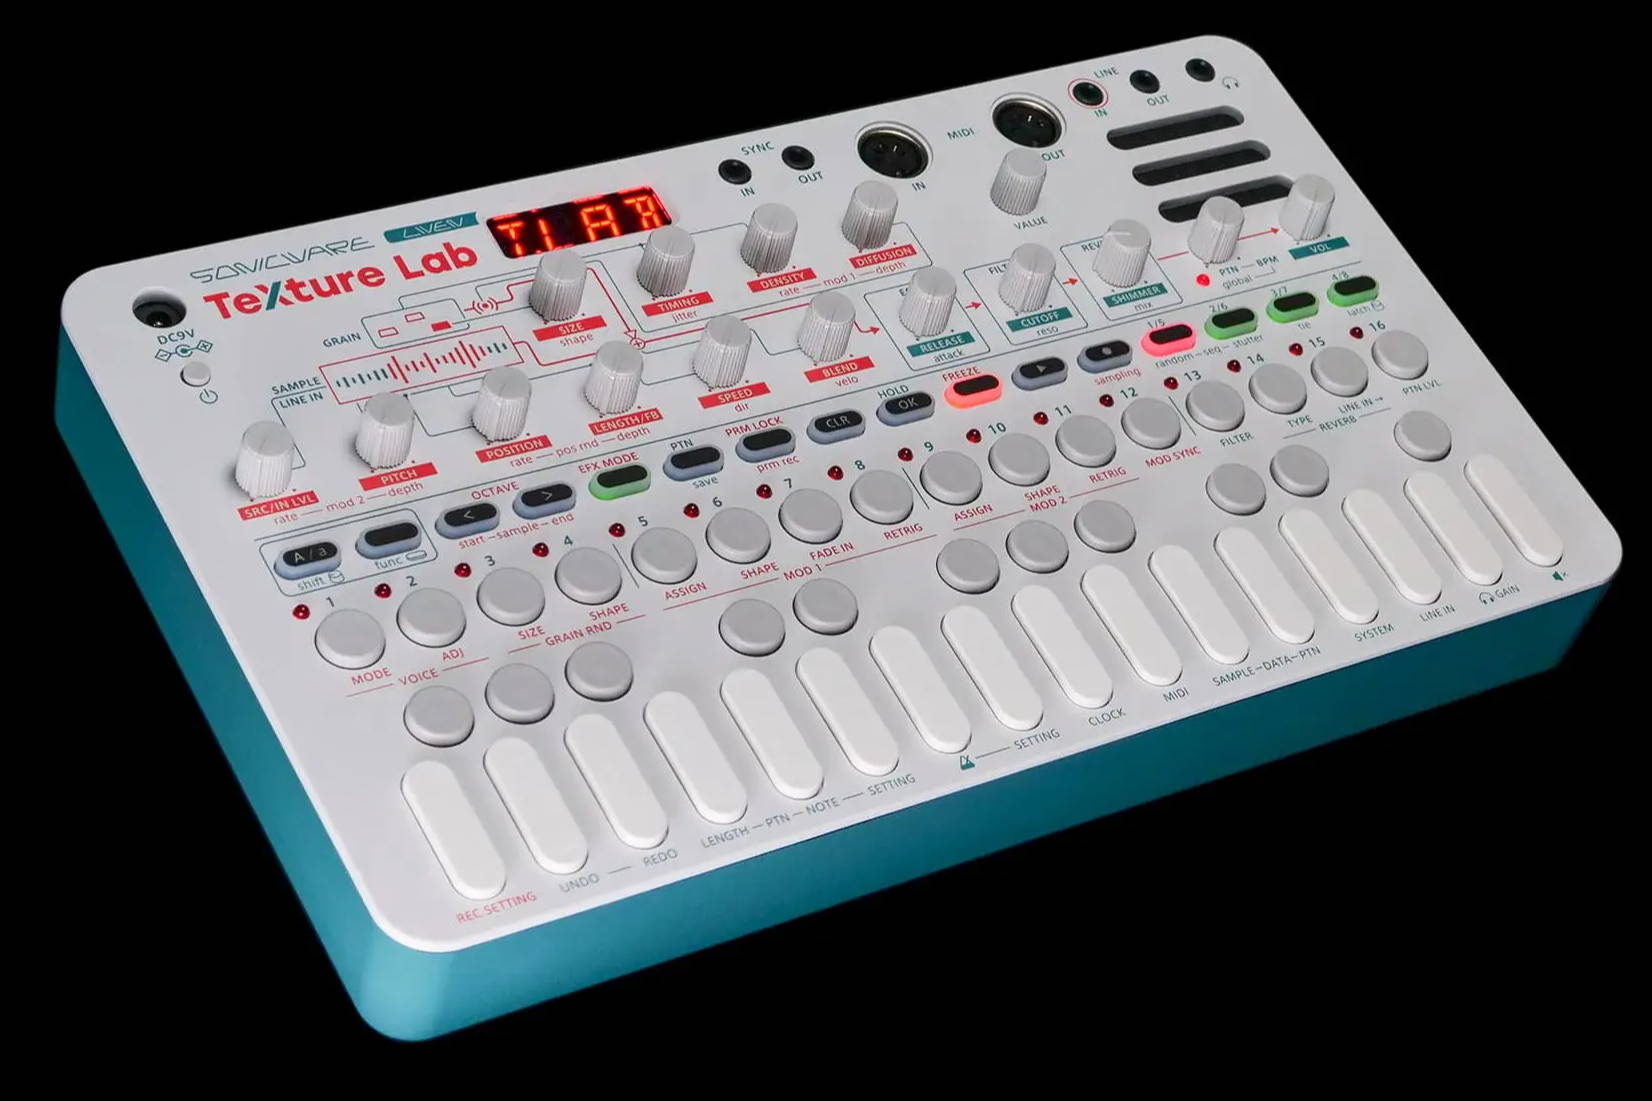 SONICWARE LIVEN
TeXture Lab
TLAB
DC9V
SYNC
IN
OUT
MIDI
IN
OUT
LINE
IN
OUT
VALUE
GRAIN
SAMPLE
LINE IN
SIZE
shape
TIMING
jitter
DENSITY
DIFFUSION
rate — mod 1 — depth
SRC/IN LVL
PITCH
rate — mod 2 — depth
POSITION
LENGTH/FB
rate — pos rnd — depth
SPEED
dir
BLEND
velo
RELEASE
attack
CUTOFF
reso
SHIMMER
mix
PTN — BPM
global
VOL
A/a
shift
func
OCTAVE
<
>
start—sample—end
EFX MODE
PTN
save
PRM LOCK
prm rec
CLR
HOLD
OK
FREEZE
sampling
1/5
2/6
3/7
4/8
random—seq—stutter
tie
latch
1
2
3
4
5
6
7
8
9
10
11
12
13
14
15
16
MODE
ADJ
VOICE
SIZE
SHAPE
GRAIN RND
ASSIGN
SHAPE
FADE IN
RETRIG
MOD 1
ASSIGN
SHAPE
RETRIG
MOD 2
MOD SYNC
FILTER
TYPE
LINE IN→
REVERB
PTN LVL
REC SETTING
UNDO — REDO
LENGTH — PTN — NOTE — SETTING
SETTING
CLOCK
MIDI
SAMPLE—DATA—PTN
SYSTEM
LINE IN
GAIN